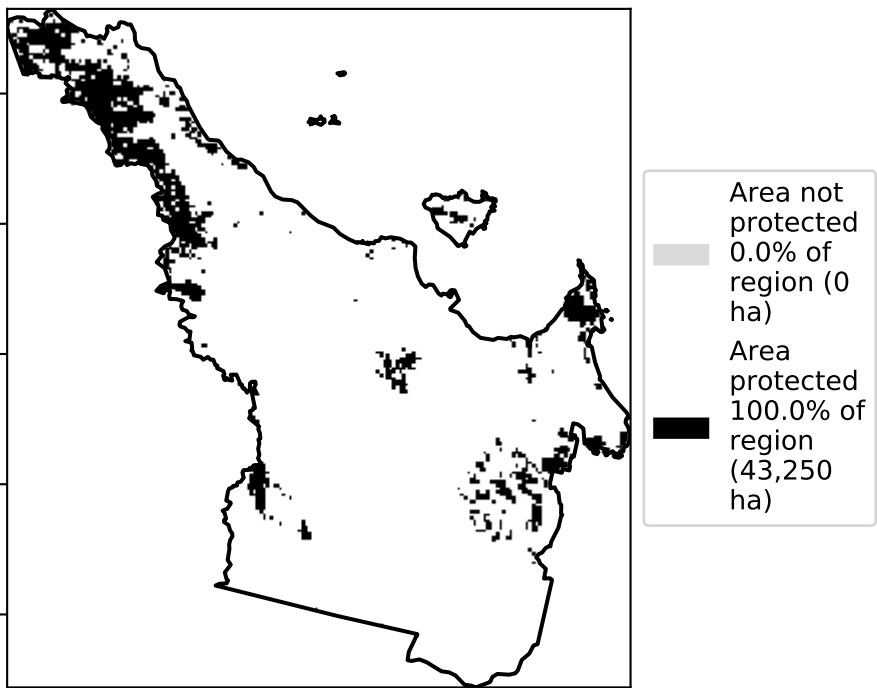 Area not
protected
0.0% of
region (0
ha)
Area
protected
100.0% of
region
(43,250
ha)